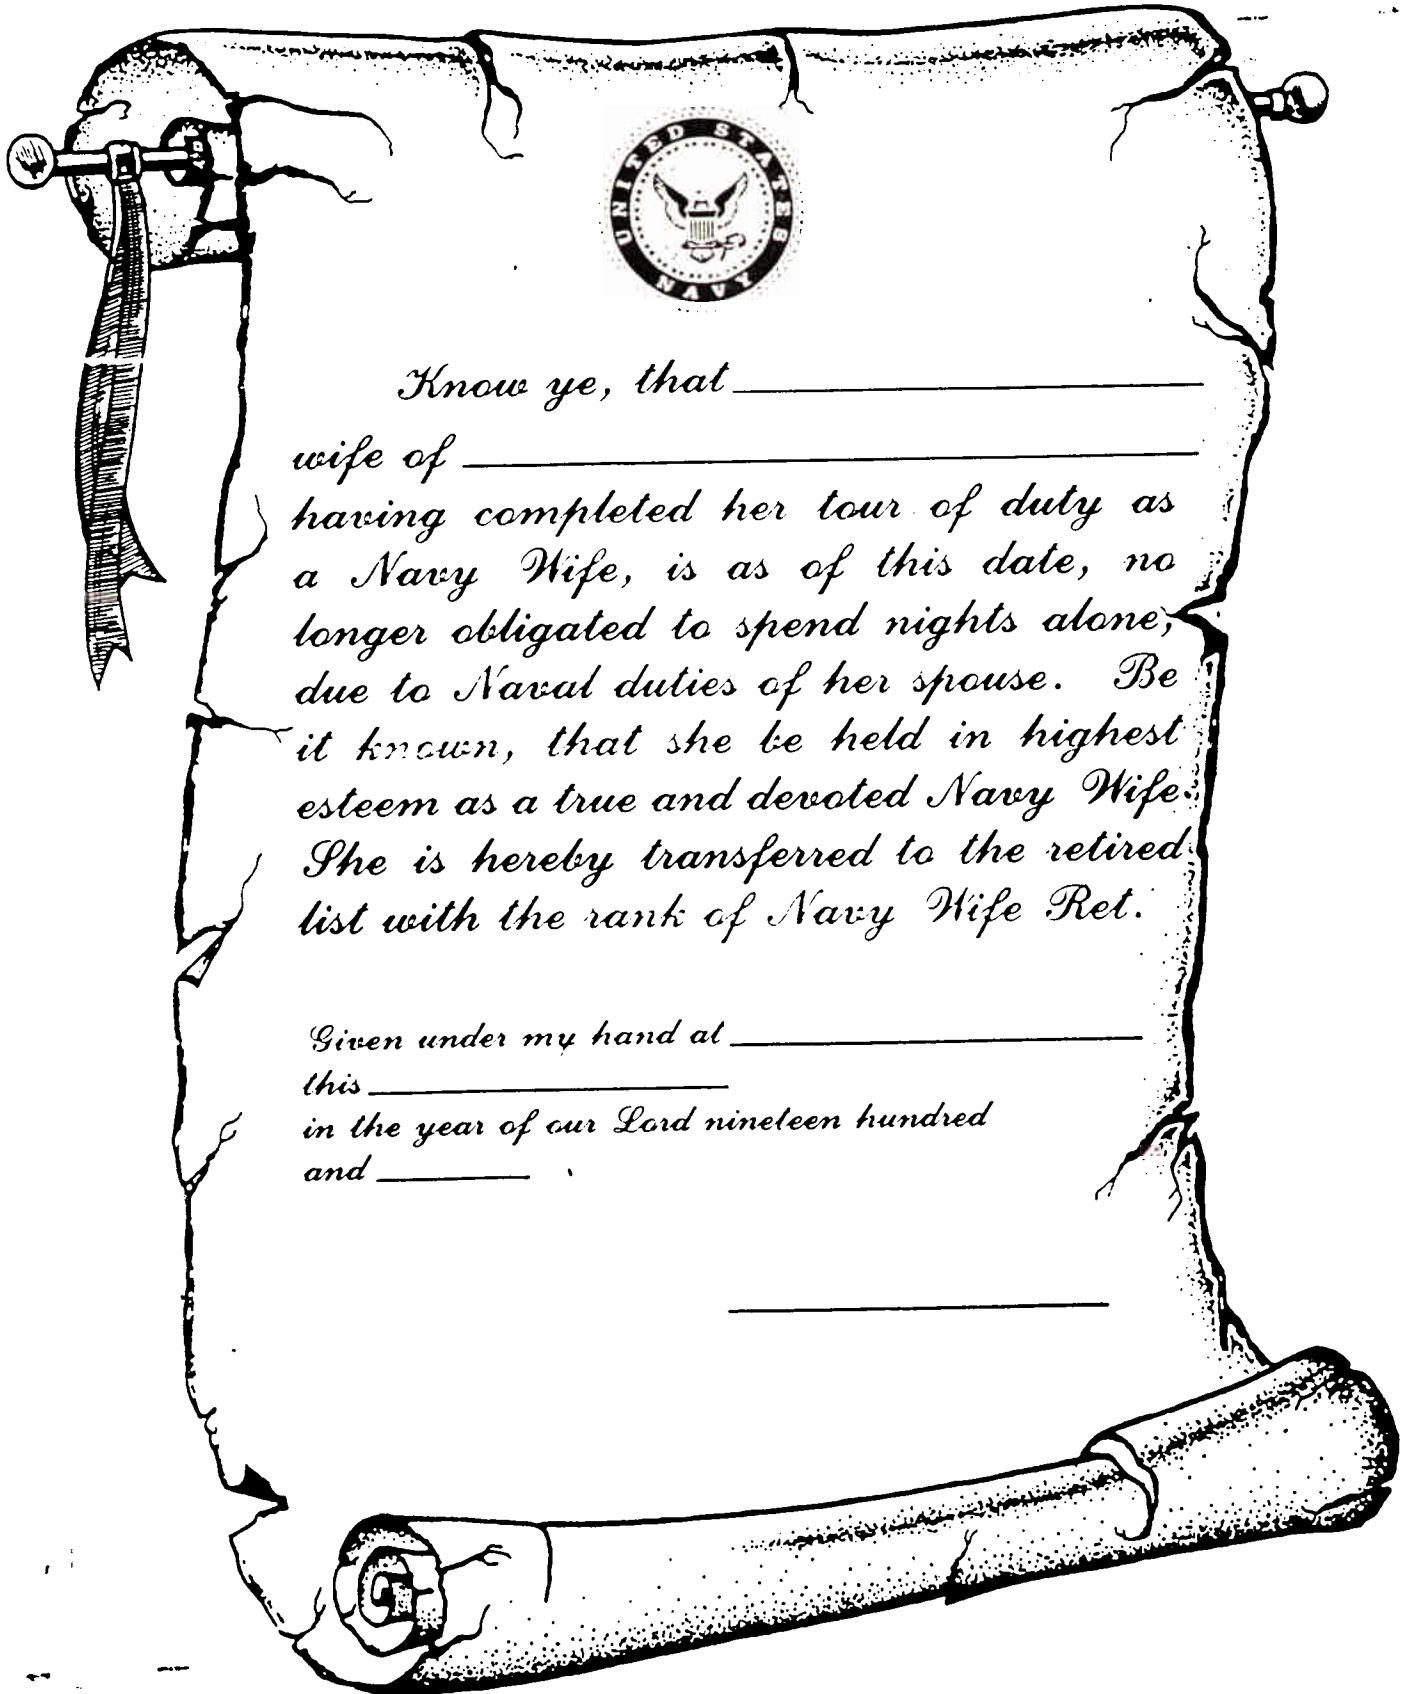 UNITED STATES
NAVY
Know ye, that
wife of
having completed her tour of duty as
a Navy Wife, is as of this date, no
longer obligated to spend nights alone,
due to Naval duties of her spouse. Be
it known, that she be held in highest
esteem as a true and devoted Navy Wife.
She is hereby transferred to the retired
list with the rank of Navy Wife Ret.
Given under my hand at
this
in the year of our Lord nineteen hundred
and